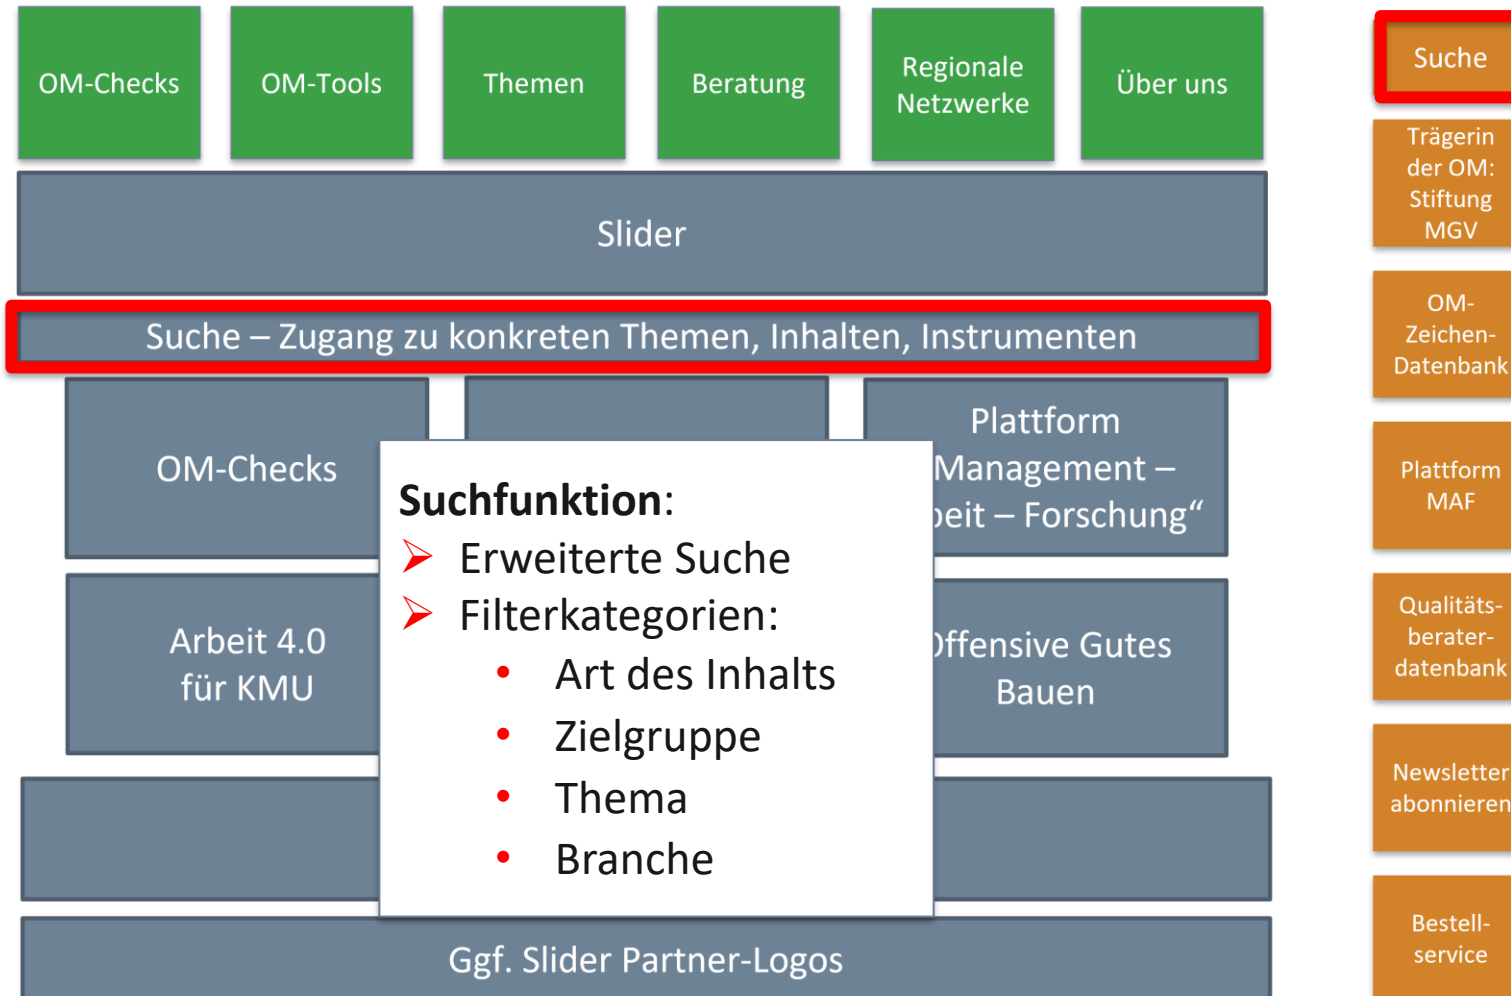 OM-Checks
OM-Tools
Themen
Beratung
Regionale
Netzwerke
Über uns
Suche
Trägerin
der OM:
Stiftung
MGV
Slider
Suche – Zugang zu konkreten Themen, Inhalten, Instrumenten
OM-
Zeichen-
Datenbank
OM-Checks
Plattform
Management –
– Forschung“
Plattform
MAF
Suchfunktion:
➢ Erweiterte Suche
➢ Filterkategorien:
• Art des Inhalts
• Zielgruppe
• Thema
• Branche
Arbeit 4.0
für KMU
Gutes
Bauen
Qualitäts-
berater-
datenbank
Newsletter
abonnieren
Ggf. Slider Partner-Logos
Bestell-
service